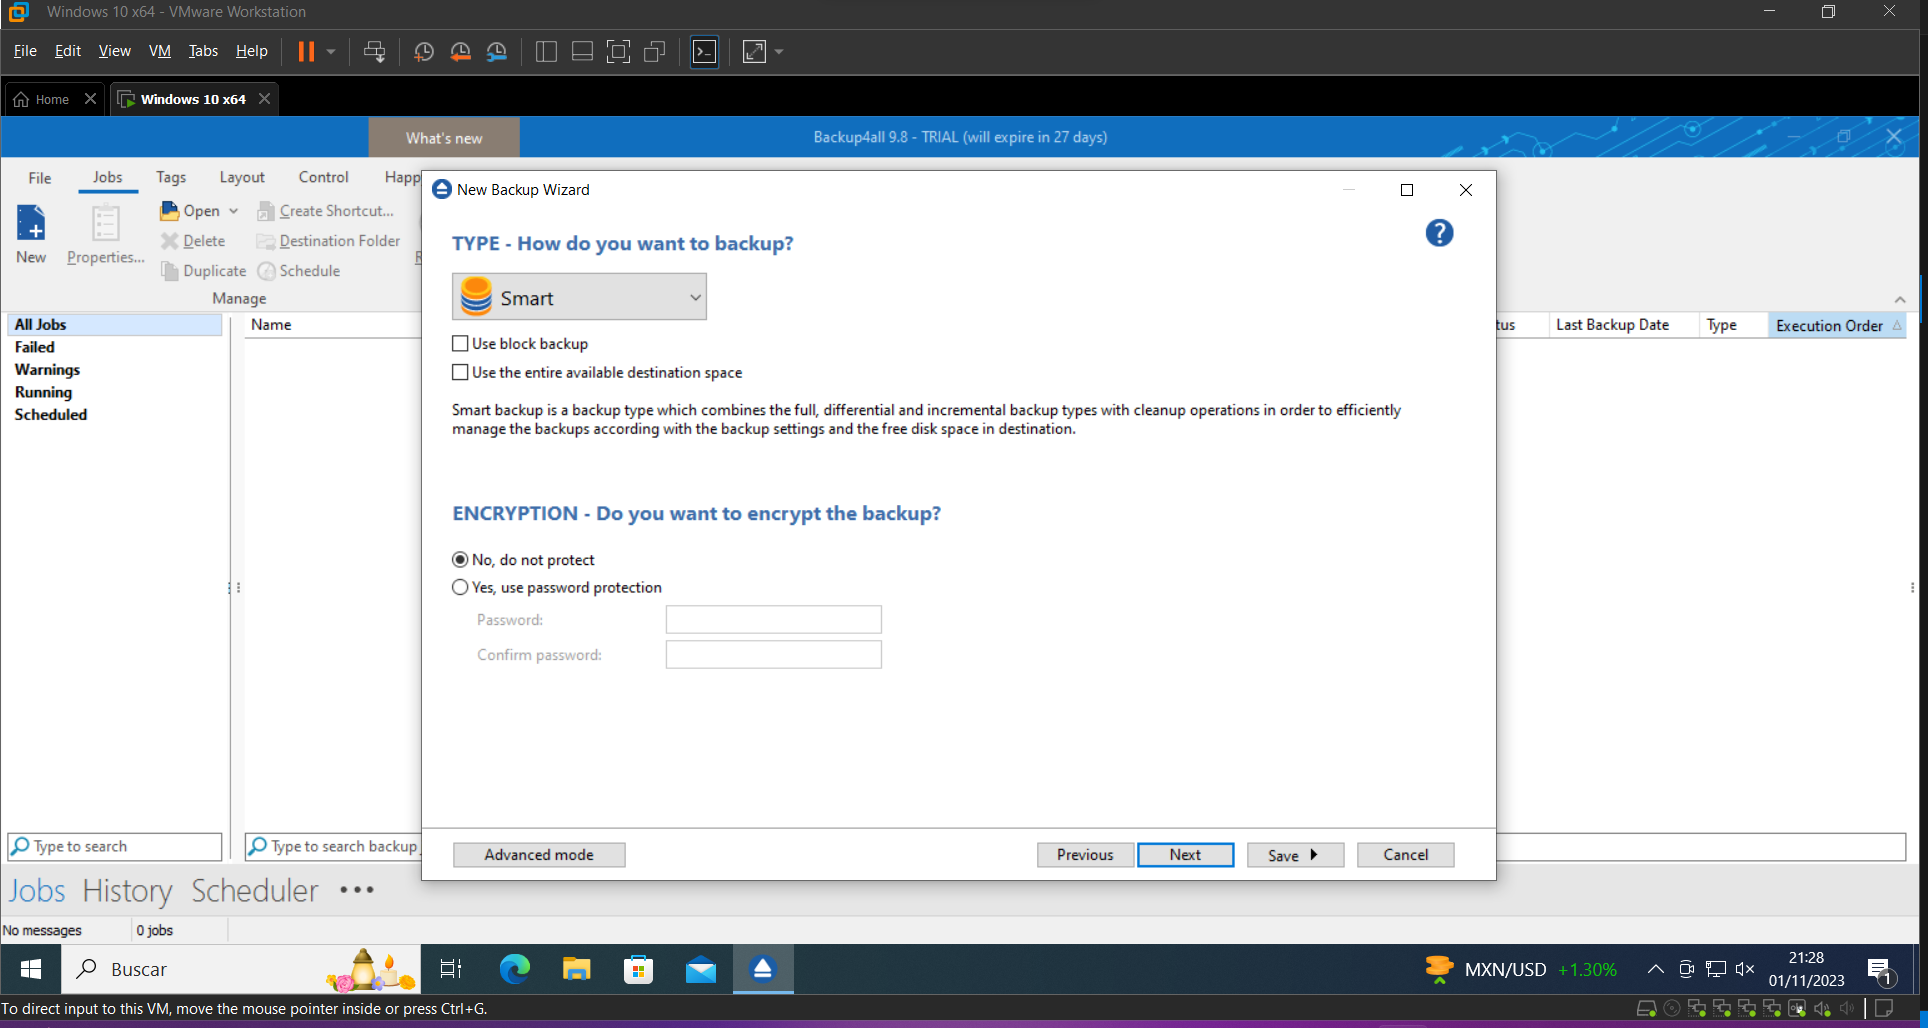 Windows 10 x64 - VMware Workstation
File Edit View VM Tabs Help
Home
Windows 10 x64
What's new
Backup4all 9.8 - TRIAL (will expire in 27 days)
File Jobs Tags Layout Control Happ
New
Properties...
Open
Delete
Duplicate
Create Shortcut...
Destination Folder
Schedule
R
Manage
All Jobs
Failed
Warnings
Running
Scheduled
Name
tus
Last Backup Date
Type
Execution Order
New Backup Wizard
TYPE - How do you want to backup?
?
Smart
Use block backup
Use the entire available destination space
Smart backup is a backup type which combines the full, differential and incremental backup types with cleanup operations in order to efficiently
manage the backups according with the backup settings and the free disk space in destination.
ENCRYPTION - Do you want to encrypt the backup?
No, do not protect
Yes, use password protection
Password:
Confirm password:
Advanced mode
Previous
Next
Save
Cancel
Type to search
Type to search backup
Jobs History Scheduler •••
No messages
0 jobs
Buscar
MXN/USD +1.30%
21:28
01/11/2023
1
To direct input to this VM, move the mouse pointer inside or press Ctrl+G.